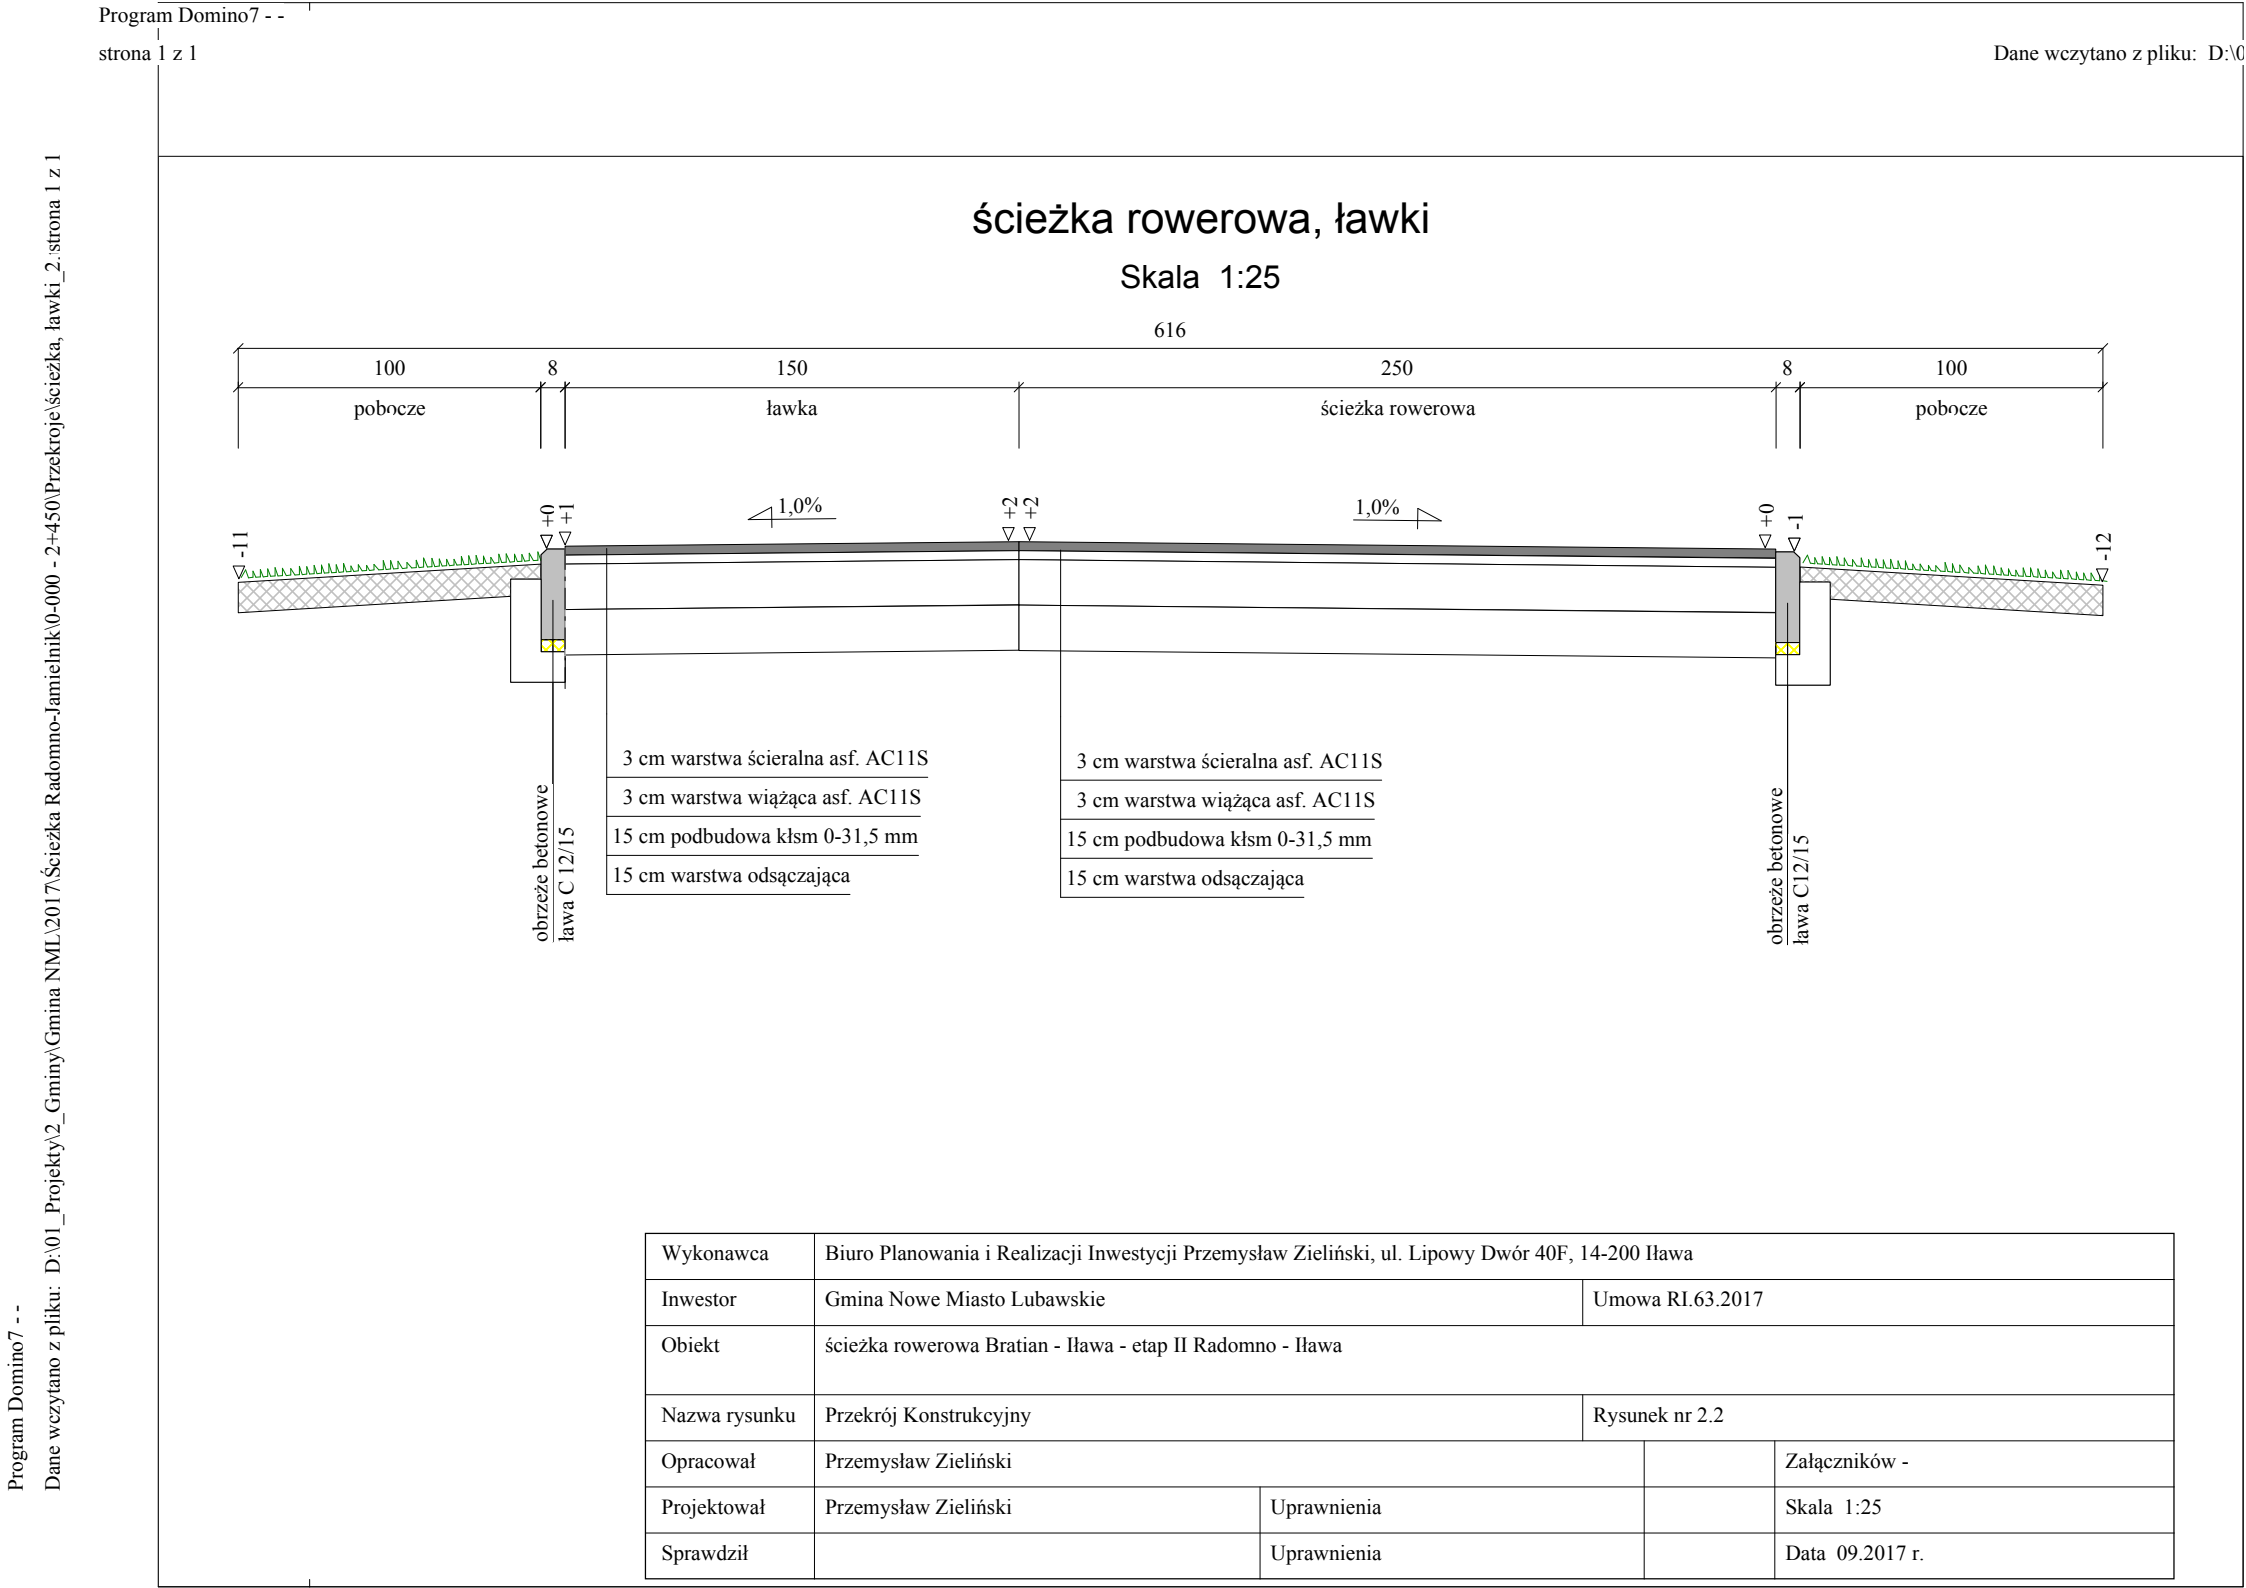 Program Domino7 - -
strona 1 z 1
Dane wczytano z pliku: D:\0
Program Domino7 - -
Dane wczytano z pliku: D:\01_Projekty\2_Gminy\Gmina NML\2017\Ścieżka Radomno-Jamielnik\0-000 - 2+450\Przekroje\ścieżka, ławki_2.strona 1 z 1
ścieżka rowerowa, ławki
Skala 1:25
616
100 8 150 250 8 100
pobocze ławka ścieżka rowerowa pobocze
-11 +0 +1 1,0% +2 +2 1,0% +0 -1 -12
3 cm warstwa ścieralna asf. AC11S
3 cm warstwa wiążąca asf. AC11S
15 cm podbudowa kłsm 0-31,5 mm
15 cm warstwa odsączająca
3 cm warstwa ścieralna asf. AC11S
3 cm warstwa wiążąca asf. AC11S
15 cm podbudowa kłsm 0-31,5 mm
15 cm warstwa odsączająca
obrzeże betonowe
ława C 12/15
obrzeże betonowe
ława C12/15
Wykonawca Biuro Planowania i Realizacji Inwestycji Przemysław Zieliński, ul. Lipowy Dwór 40F, 14-200 Iława
Inwestor Gmina Nowe Miasto Lubawskie Umowa RI.63.2017
Obiekt ścieżka rowerowa Bratian - Iława - etap II Radomno - Iława
Nazwa rysunku Przekrój Konstrukcyjny Rysunek nr 2.2
Opracował Przemysław Zieliński Załączników -
Projektował Przemysław Zieliński Uprawnienia Skala 1:25
Sprawdził Uprawnienia Data 09.2017 r.